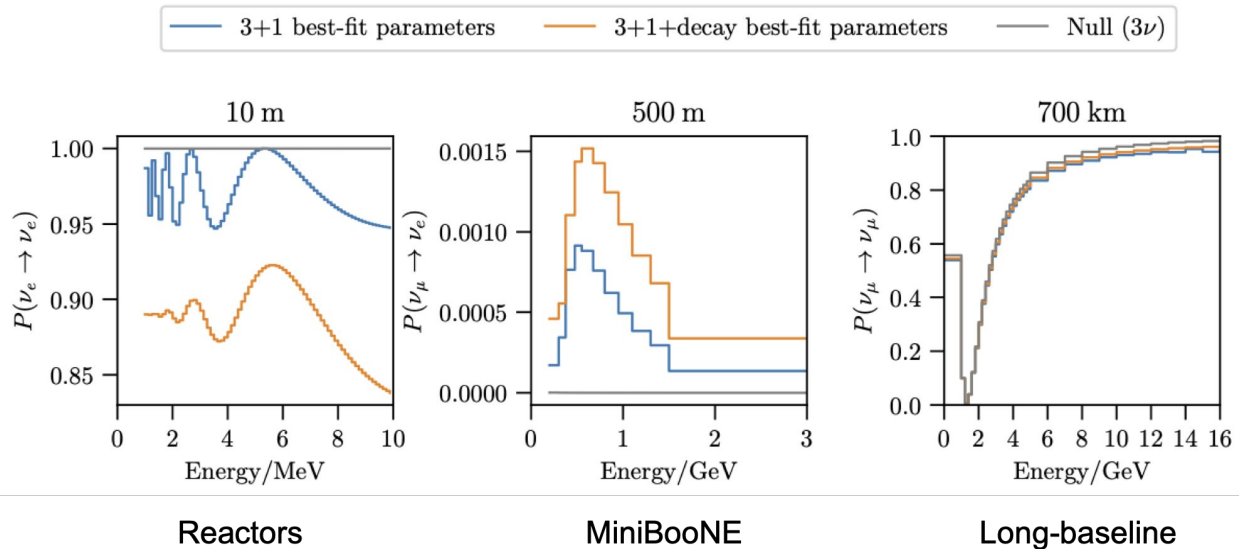 3+1 best-fit parameters
3+1+decay best-fit parameters
Null (3ν)
10 m
1.00
0.95
0.90
0.85
P(νe → νe)
0 2 4 6 8 10
Energy/MeV
500 m
0.0015
0.0010
0.0005
0.0000
P(νμ → νe)
0 1 2 3
Energy/GeV
700 km
1.0
0.8
0.6
0.4
0.2
0.0
P(νμ → νμ)
0 2 4 6 8 10 12 14 16
Energy/GeV
Reactors
MiniBooNE
Long-baseline